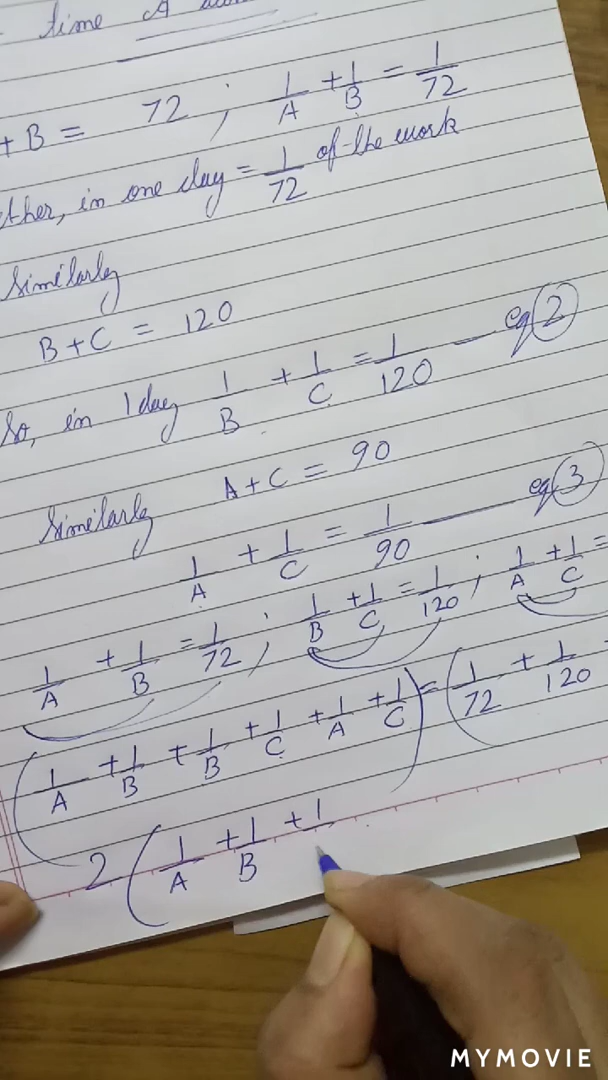 time A
+ B = 72 ; 1/A + 1/B = 1/72
ther, in one day = 1/72 of the work
Similarly
B + C = 120
So, in 1 day 1/B + 1/C = 1/120 — eq 2
Similarly A + C = 90
1/A + 1/C = 1/90 — eq 3
1/A + 1/B = 1/72 ; 1/B + 1/C = 1/120 ; 1/A + 1/C =
(1/A + 1/B + 1/B + 1/C + 1/A + 1/C) = (1/72 + 1/120
2 (1/A + 1/B + 1
MYMOVIE